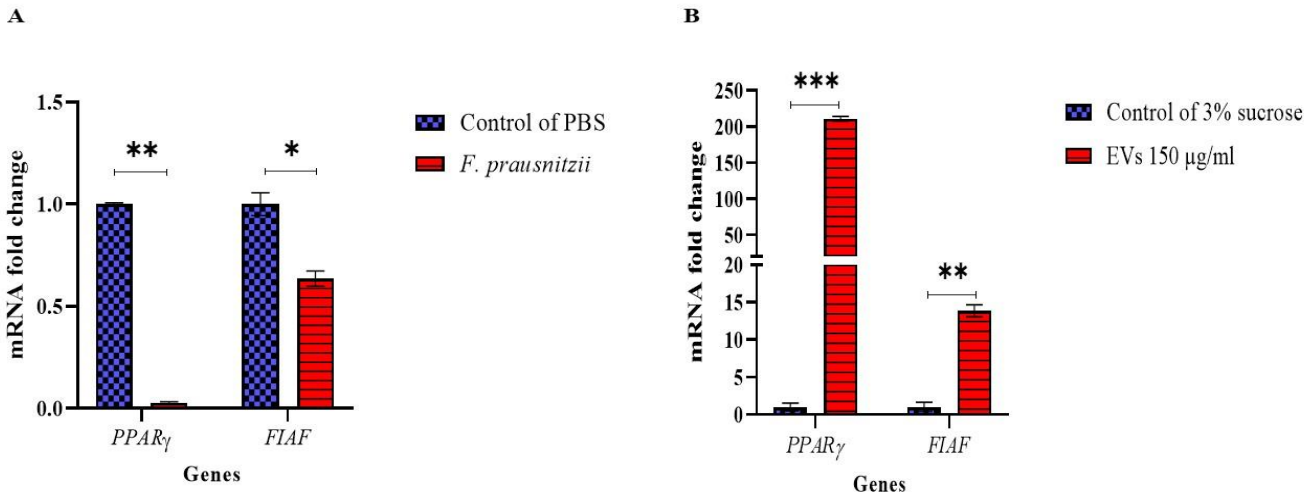 A
mRNA fold change
1.5
1.0
0.5
0.0
**
*
PPARγ
FIAF
Genes
Control of PBS
F. prausnitzii
B
mRNA fold change
250
200
150
100
50
20
15
10
5
0
***
**
PPARγ
FIAF
Genes
Control of 3% sucrose
EVs 150 µg/ml